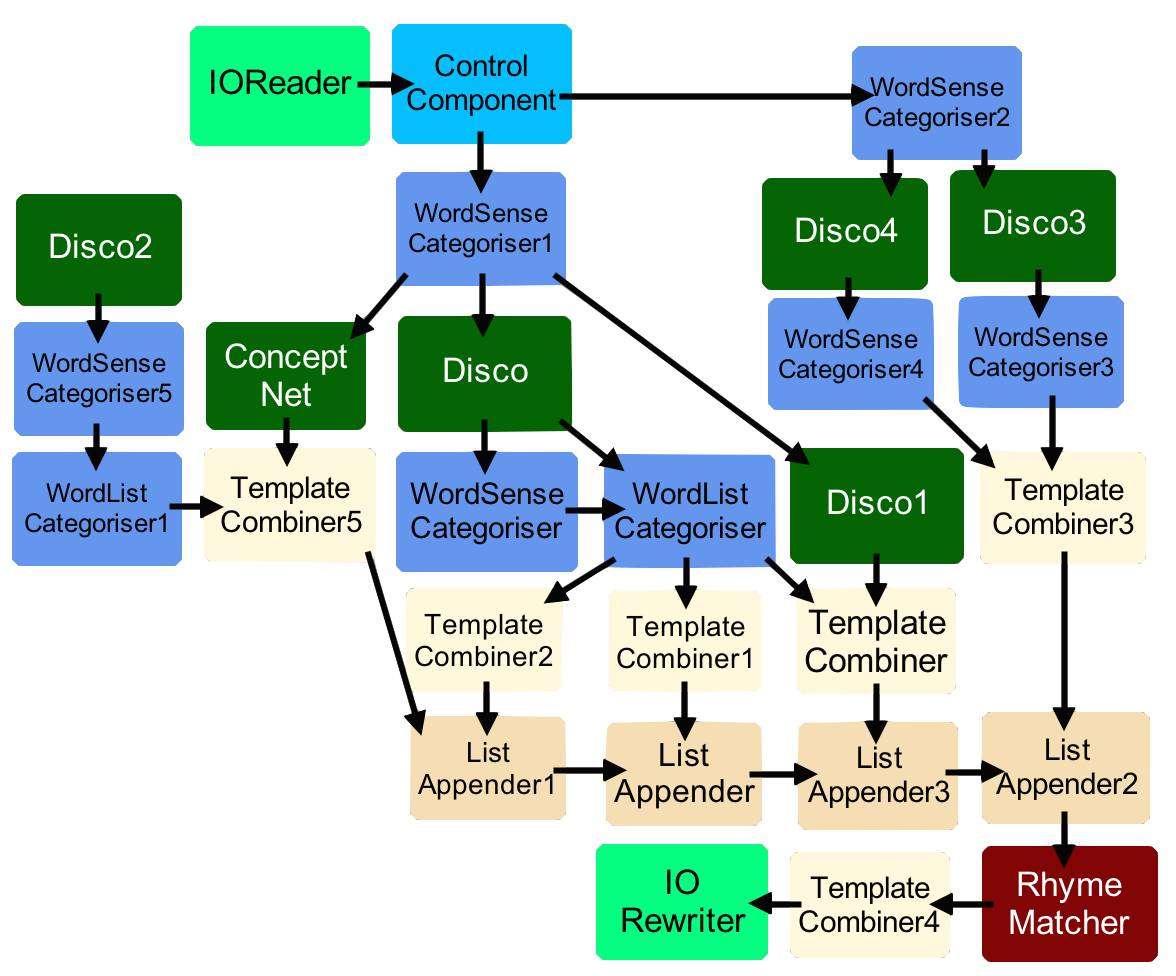 IOReader
Control
Component
WordSense
Categoriser2
WordSense
Categoriser1
Disco2
Disco4
Disco3
WordSense
Categoriser5
Concept
Net
Disco
WordSense
Categoriser4
WordSense
Categoriser3
WordList
Categoriser1
Template
Combiner5
WordSense
Categoriser
WordList
Categoriser
Disco1
Template
Combiner3
Template
Combiner2
Template
Combiner1
Template
Combiner
List
Appender1
List
Appender
List
Appender3
List
Appender2
IO
Rewriter
Template
Combiner4
Rhyme
Matcher